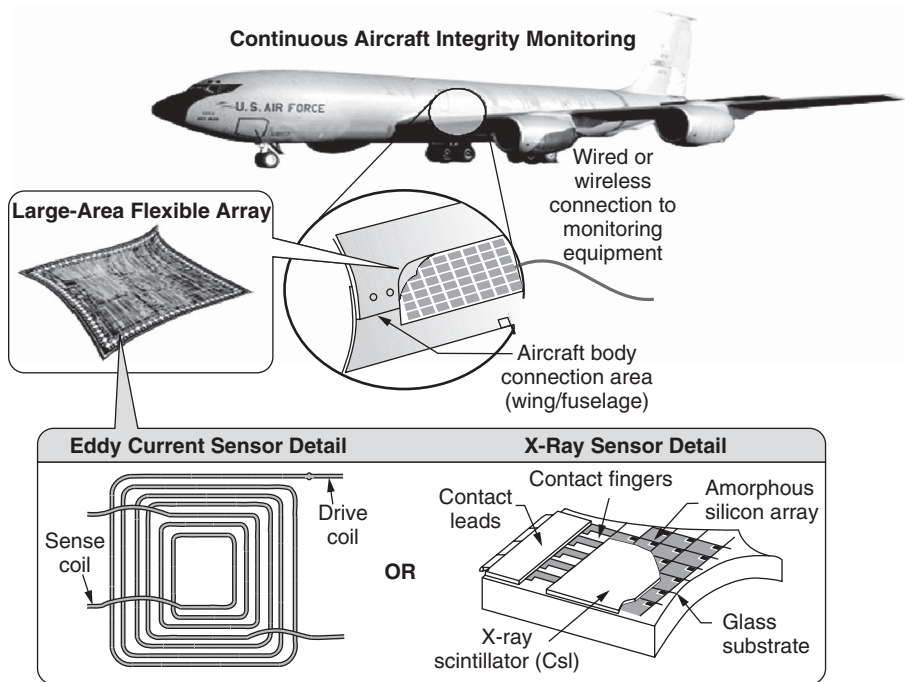 Continuous Aircraft Integrity Monitoring
U.S. AIR FORCE
Wired or
wireless
connection to
monitoring
equipment
Large-Area Flexible Array
Aircraft body
connection area
(wing/fuselage)
Eddy Current Sensor Detail
Drive
coil
Sense
coil
OR
X-Ray Sensor Detail
Contact fingers
Contact
leads
Amorphous
silicon array
Glass
substrate
X-ray
scintillator (CsI)